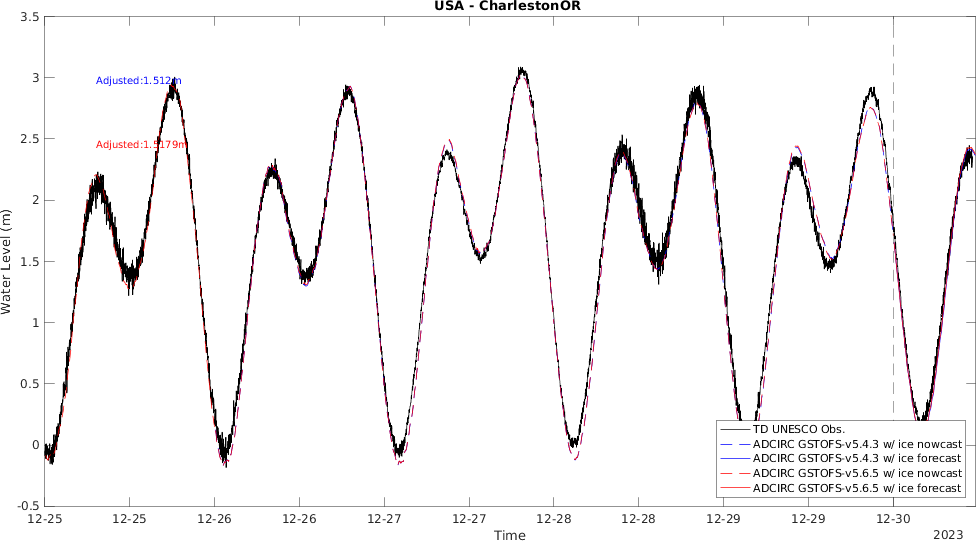 USA - CharlestonOR
3.5
3
2.5
2
1.5
1
0.5
0
-0.5
Water Level (m)
Adjusted:1.512m
Adjusted:1.5179m
TD UNESCO Obs.
ADCIRC GSTOFS-v5.4.3 w/ ice nowcast
ADCIRC GSTOFS-v5.4.3 w/ ice forecast
ADCIRC GSTOFS-v5.6.5 w/ ice nowcast
ADCIRC GSTOFS-v5.6.5 w/ ice forecast
12-25 12-25 12-26 12-26 12-27 12-27 12-28 12-28 12-29 12-29 12-30
Time
2023